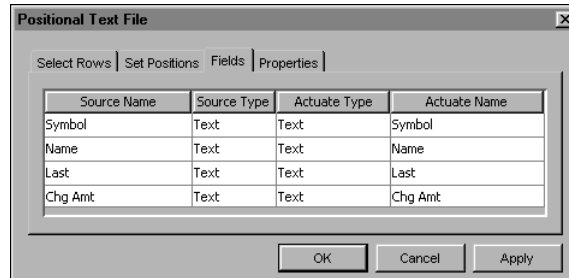 Positional Text File
Select Rows Set Positions Fields Properties
Source Name Source Type Actuate Type Actuate Name
Symbol Text Text Symbol
Name Text Text Name
Last Text Text Last
Chg Amt Text Text Chg Amt
OK Cancel Apply